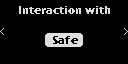 Interaction with
< Safe >